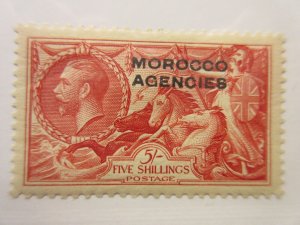 MOROCCO
AGENCIES
5/-
FIVE SHILLINGS
POSTAGE